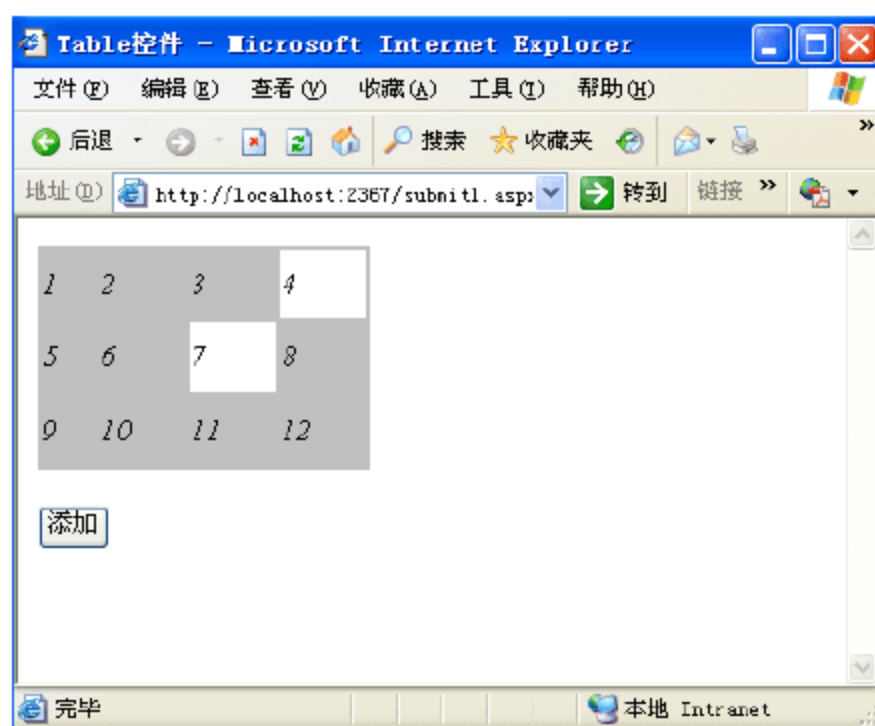 Table控件 - Microsoft Internet Explorer
文件(F) 编辑(E) 查看(V) 收藏(A) 工具(T) 帮助(H)
后退 搜索 收藏夹 »
地址(D) http://localhost:2367/submit1.aspx 转到 链接 »
1 2 3 4
5 6 7 8
9 10 11 12
添加
完毕 本地 Intranet